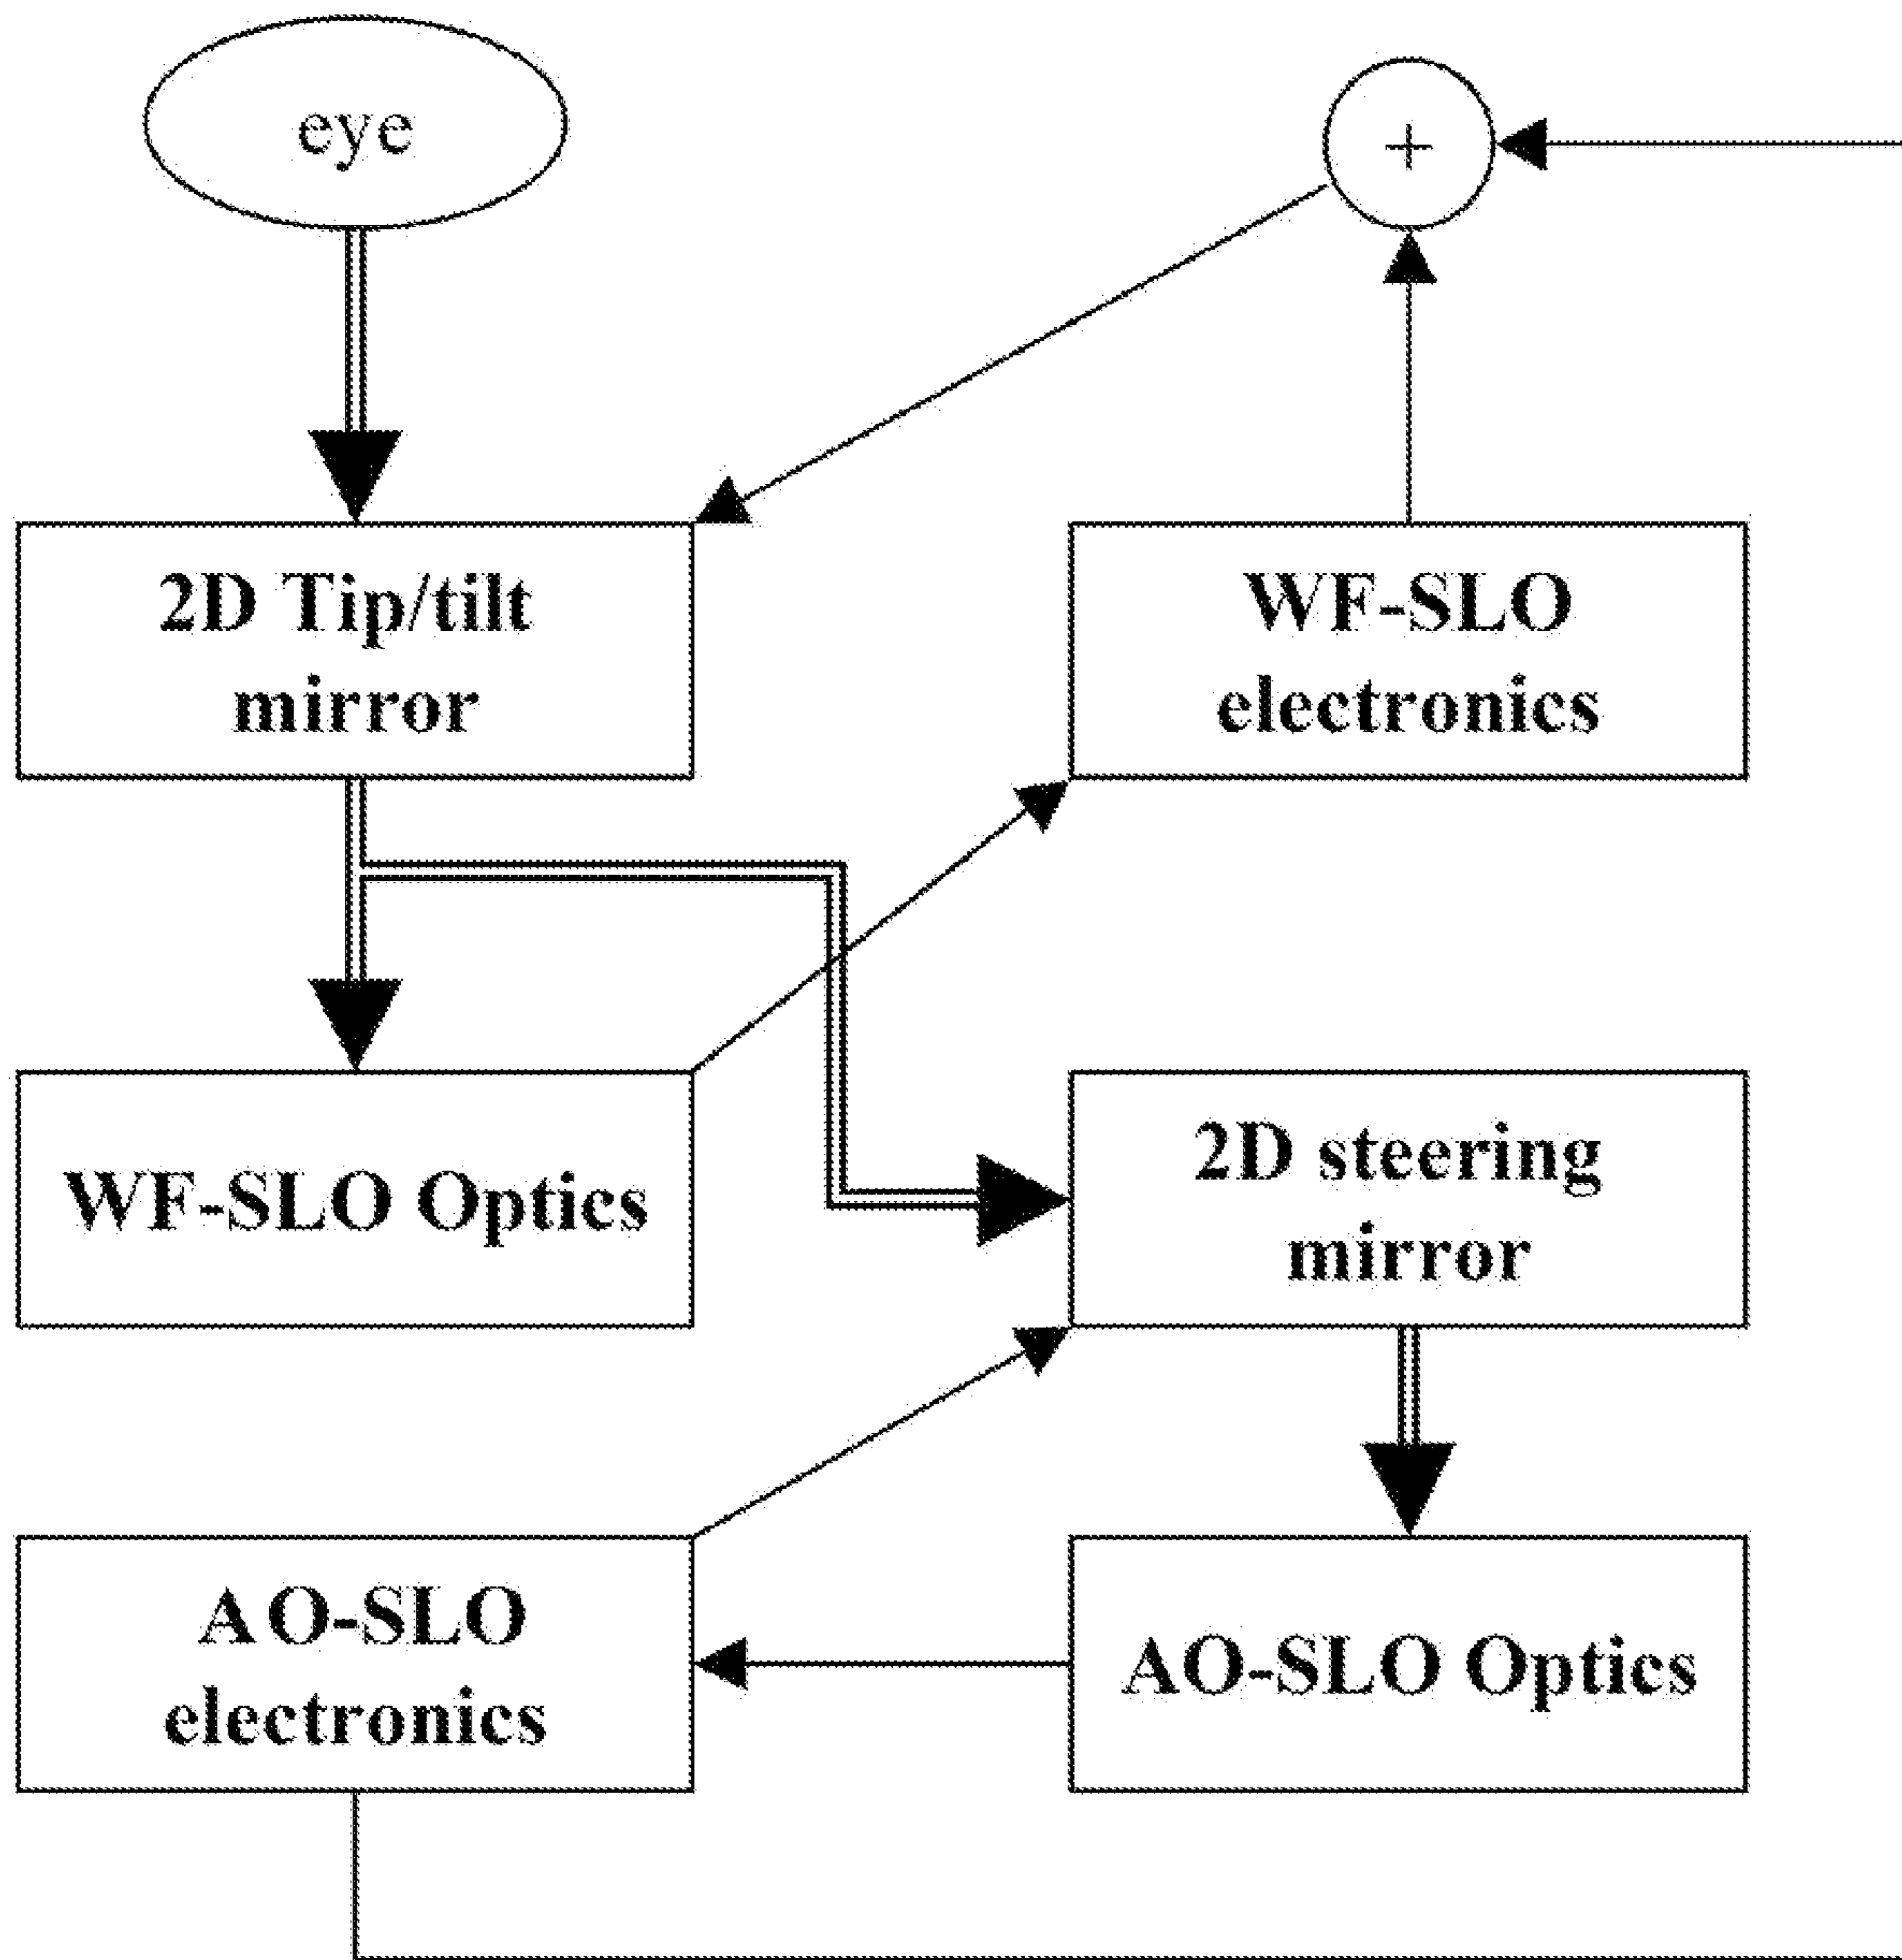 eye
+
2D Tip/tilt
mirror
WF-SLO
electronics
WF-SLO Optics
2D steering
mirror
AO-SLO
electronics
AO-SLO Optics